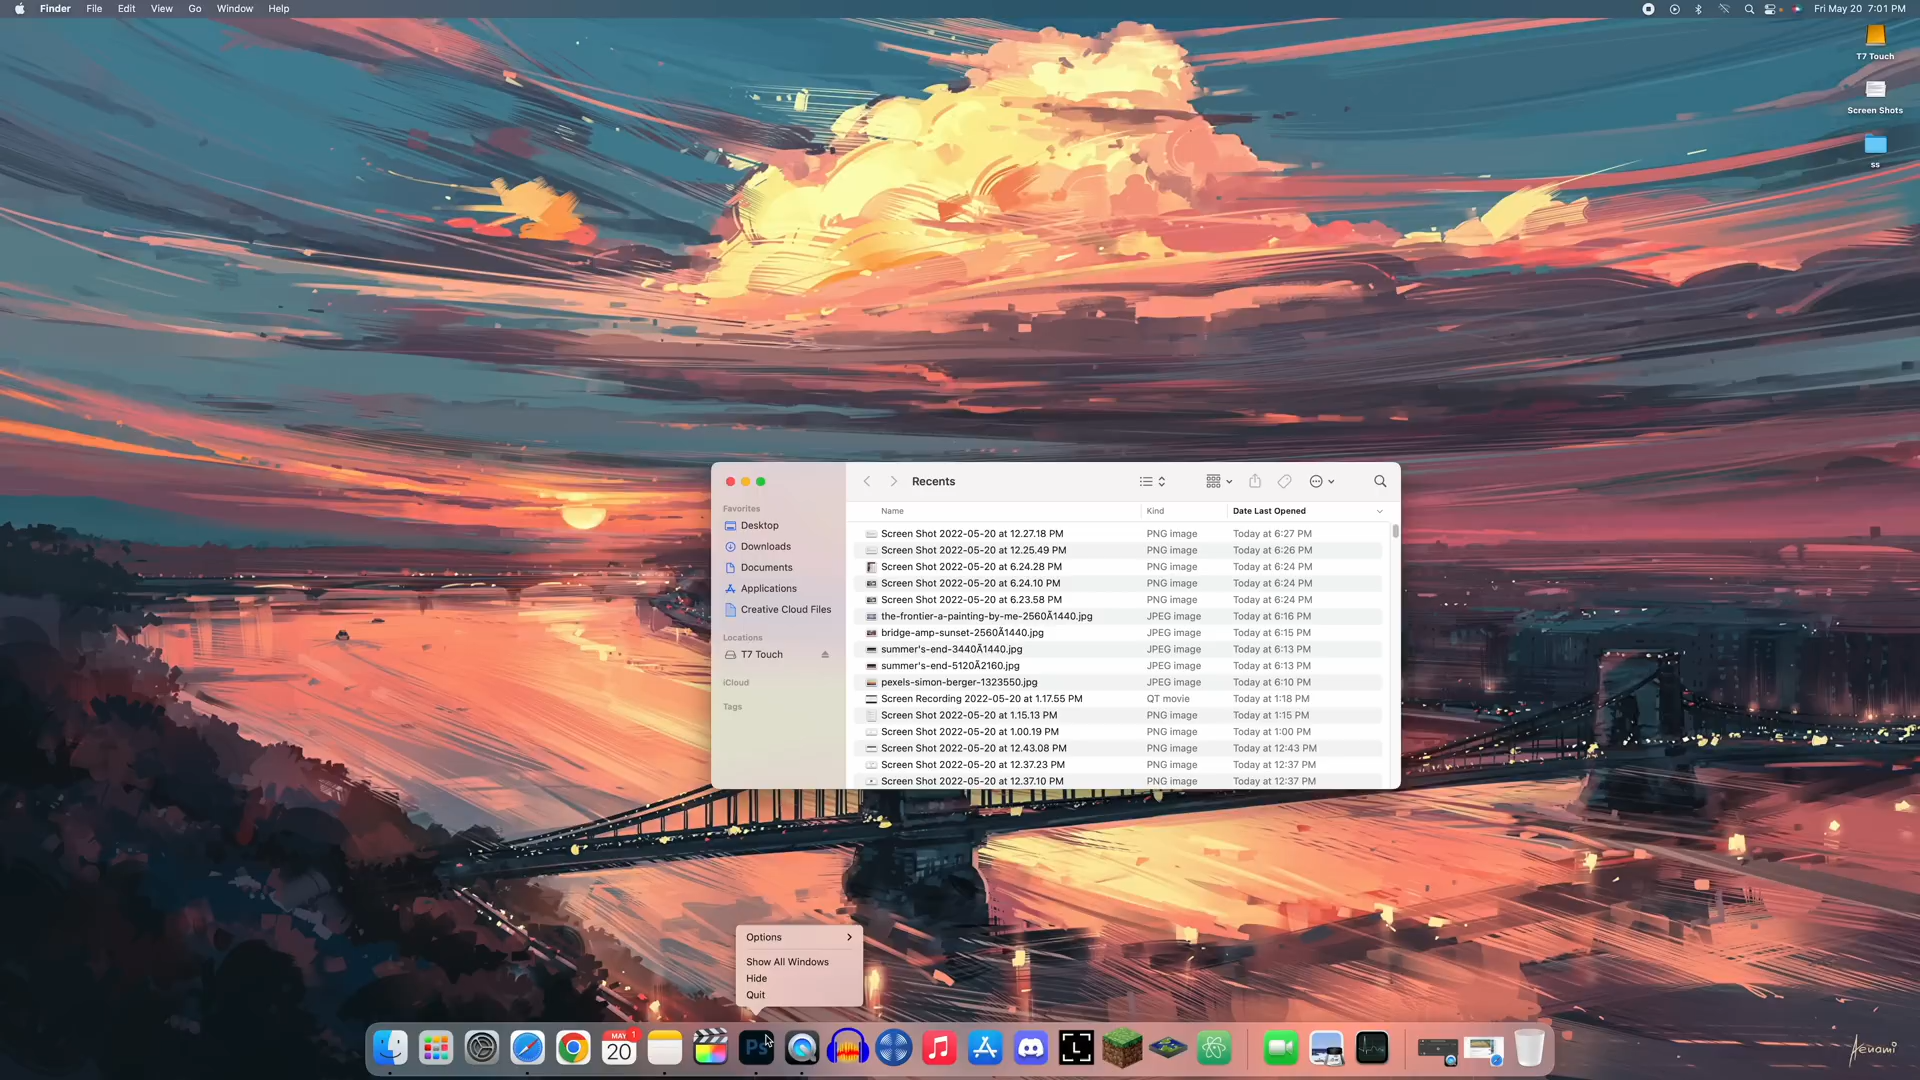 Finder File Edit View Go Window Help
Fri May 20 7:01 PM
T7 Touch
Screen Shots
ss
Recents
Favorites
Desktop
Downloads
Documents
Applications
Creative Cloud Files
Locations
T7 Touch
iCloud
Tags
Name Kind Date Last Opened
Screen Shot 2022-05-20 at 12.27.18 PM PNG image Today at 6:27 PM
Screen Shot 2022-05-20 at 12.25.49 PM PNG image Today at 6:26 PM
Screen Shot 2022-05-20 at 6.24.28 PM PNG image Today at 6:24 PM
Screen Shot 2022-05-20 at 6.24.10 PM PNG image Today at 6:24 PM
Screen Shot 2022-05-20 at 6.23.58 PM PNG image Today at 6:24 PM
the-frontier-a-painting-by-me-2560Ã1440.jpg JPEG image Today at 6:16 PM
bridge-amp-sunset-2560Ã1440.jpg JPEG image Today at 6:15 PM
summer's-end-3440Ã1440.jpg JPEG image Today at 6:13 PM
summer's-end-5120Ã2160.jpg JPEG image Today at 6:13 PM
pexels-simon-berger-1323550.jpg JPEG image Today at 6:10 PM
Screen Recording 2022-05-20 at 1.17.55 PM QT movie Today at 1:18 PM
Screen Shot 2022-05-20 at 1.15.13 PM PNG image Today at 1:15 PM
Screen Shot 2022-05-20 at 1.00.19 PM PNG image Today at 1:00 PM
Screen Shot 2022-05-20 at 12.43.08 PM PNG image Today at 12:43 PM
Screen Shot 2022-05-20 at 12.37.23 PM PNG image Today at 12:37 PM
Screen Shot 2022-05-20 at 12.37.10 PM PNG image Today at 12:37 PM
Options
Show All Windows
Hide
Quit
MAY 1
20
Ps
L
Aenami